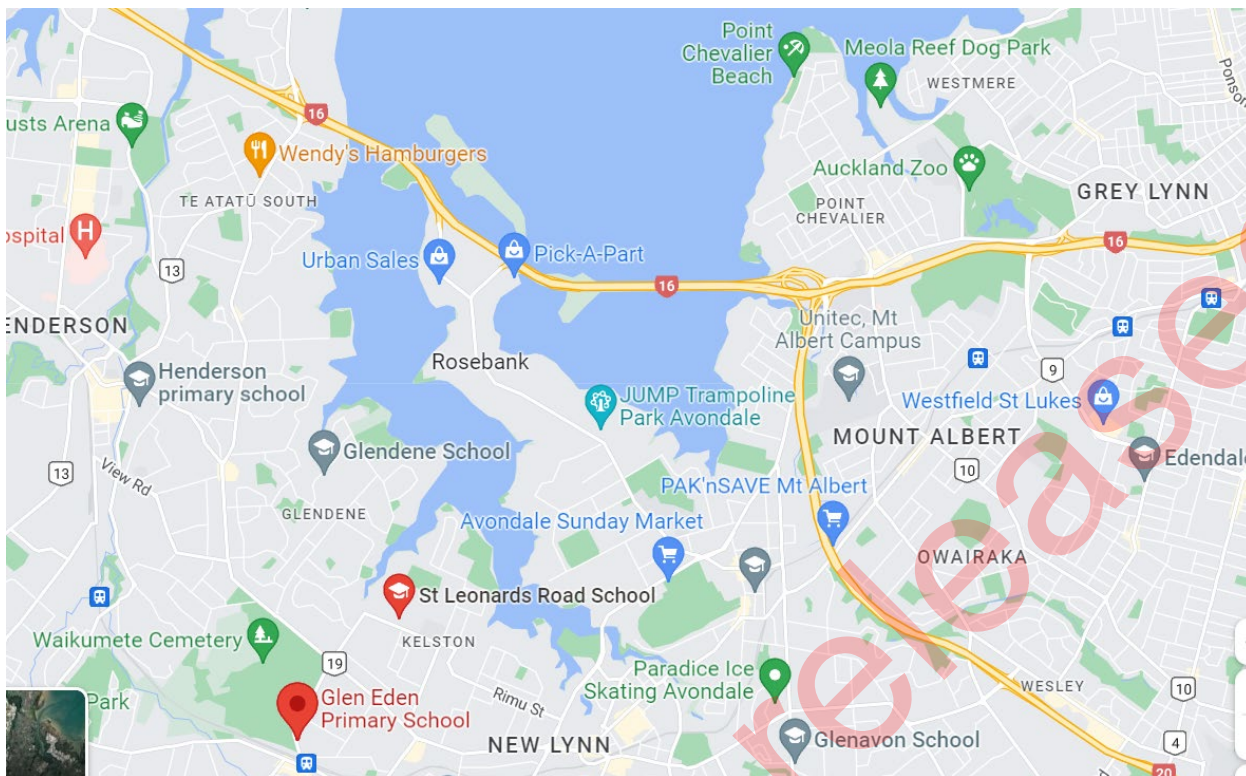 Point
Chevalier
Beach
Meola Reef Dog Park
WESTMERE
usts Arena
16
Wendy's Hamburgers
TE ATATŪ SOUTH
Auckland Zoo
POINT
CHEVALIER
GREY LYNN
ospital
H
13
Urban Sales
Pick-A-Part
16
16
ENDERSON
Unitec, Mt
Albert Campus
Rosebank
Henderson
primary school
9
JUMP Trampoline
Park Avondale
Westfield St Lukes
MOUNT ALBERT
Glendene School
13
View Rd
10
Edendale
PAK'nSAVE Mt Albert
GLENDENE
Avondale Sunday Market
OWAIRAKA
St Leonards Road School
Waikumete Cemetery
KELSTON
19
Paradice Ice
Skating Avondale
WESLEY
10
Park
Glen Eden
Primary School
Rimu St
NEW LYNN
Glenavon School
4
20
release